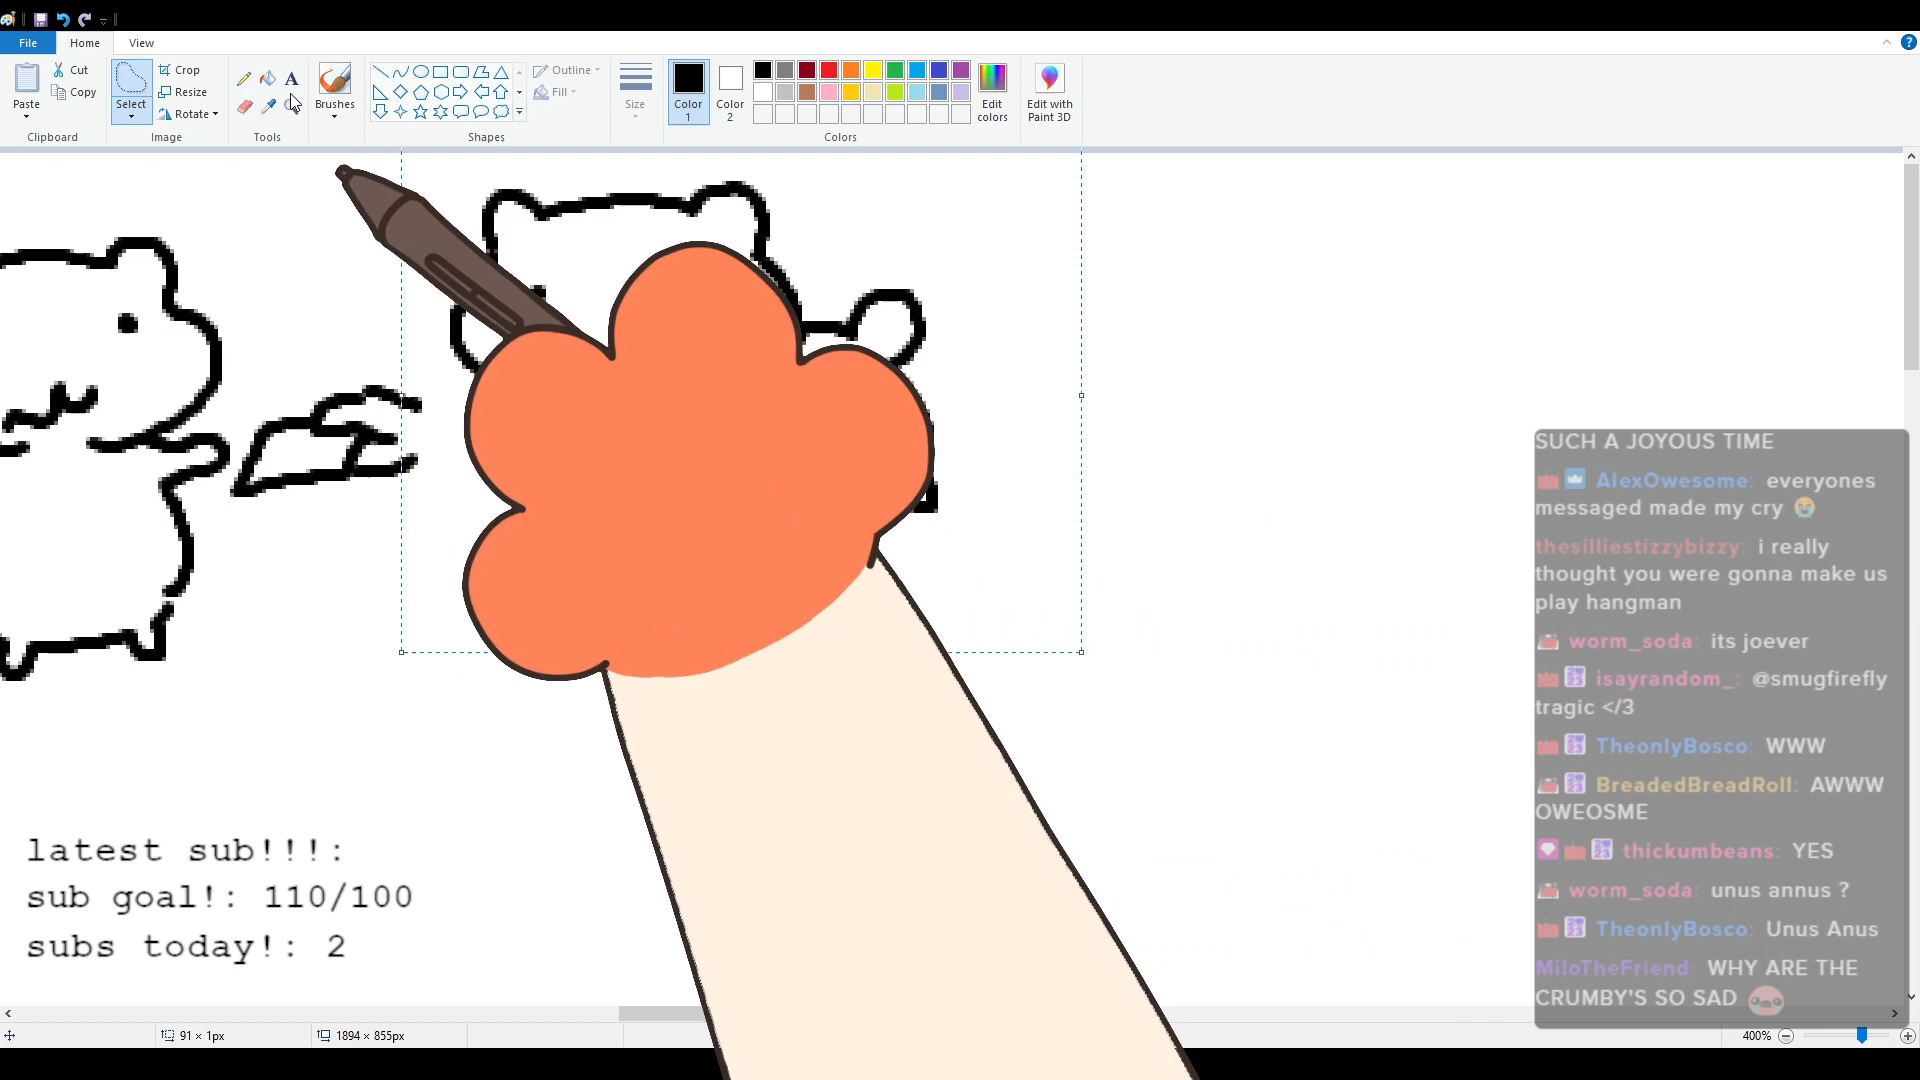 File Home View
Paste Cut Copy
Select Crop Resize Rotate
A
Brushes
Outline Fill
Size
Color 1 Color 2
Edit colors
Edit with Paint 3D
Clipboard Image Tools Shapes Colors
SUCH A JOYOUS TIME
AlexOwesome: everyones
messaged made my cry
thesilliestizzybizzy: i really
thought you were gonna make us
play hangman
worm_soda: its joever
isayrandom_: @smugfirefly
tragic </3
TheonlyBosco: WWW
BreadedBreadRoll: AWWW
OWEOSME
thickumbeans: YES
worm_soda: unus annus ?
TheonlyBosco: Unus Anus
MiloTheFriend: WHY ARE THE
CRUMBY'S SO SAD
latest sub!!!:
sub goal!: 110/100
subs today!: 2
91 × 1px
1894 × 855px
400%